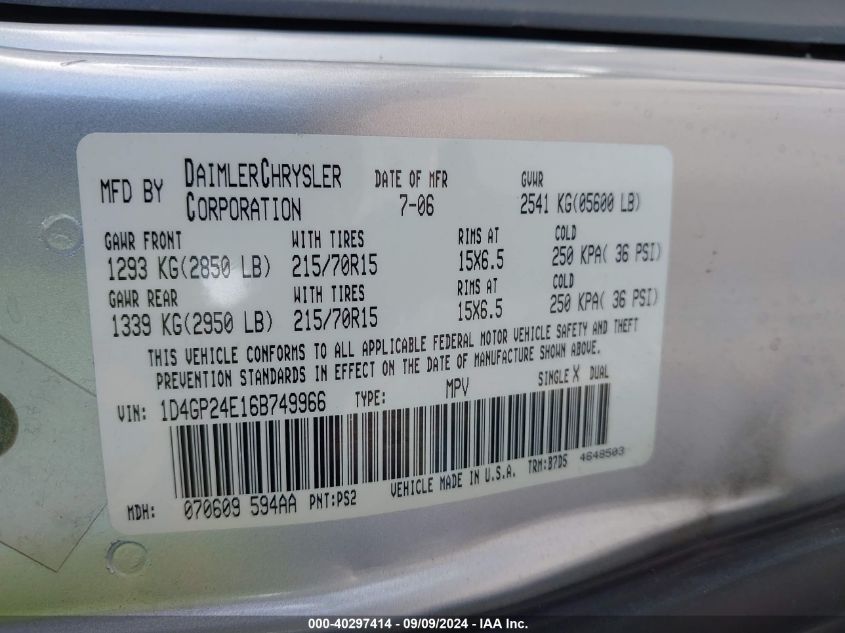 MFD BY DAIMLERCHRYSLER CORPORATION
DATE OF MFR 7-06
GVWR 2541 KG(05600 LB)
GAWR FRONT WITH TIRES RIMS AT COLD
1293 KG(2850 LB) 215/70R15 15X6.5 250 KPA( 36 PSI)
GAWR REAR WITH TIRES RIMS AT COLD
1339 KG(2950 LB) 215/70R15 15X6.5 250 KPA( 36 PSI)
THIS VEHICLE CONFORMS TO ALL APPLICABLE FEDERAL MOTOR VEHICLE SAFETY AND THEFT
PREVENTION STANDARDS IN EFFECT ON THE DATE OF MANUFACTURE SHOWN ABOVE.
VIN: 1D4GP24E16B749966 TYPE: MPV SINGLE X DUAL
MDH: 070609 594AA PNT:PS2 VEHICLE MADE IN U.S.A. TRM:B7D5 4648503
000-40297414 - 09/09/2024 - IAA Inc.